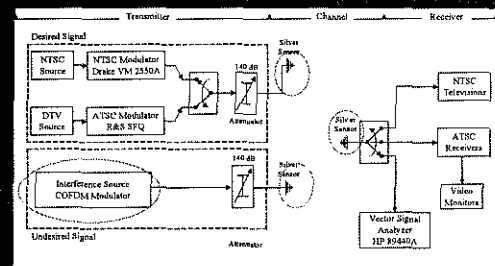 Transmitter
Channel
Receiver
Desired Signal
NTSC
Source
NTSC Modulator
Drake VM 2550A
140 dB
Attenuator
Silver
Sensor
DTV
Source
ATSC Modulator
R&S SFQ
Interference Source
COFDM Modulator
140 dB
Attenuator
Silver
Sensor
Undesired Signal
Silver
Sensor
NTSC
Televisions
ATSC
Receivers
Video
Monitors
Vector Signal
Analyzer
HP 89440A